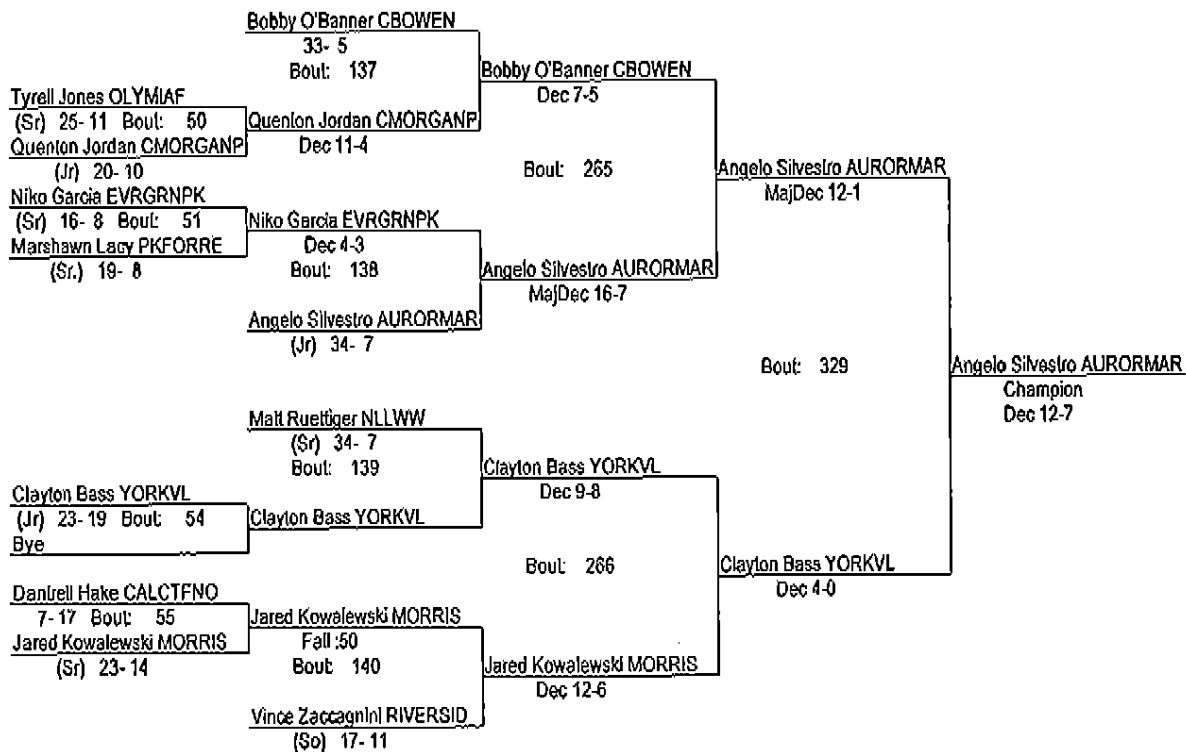 Bobby O'Banner CBOWEN
33- 5
Bout: 137
Bobby O'Banner CBOWEN
Dec 7-5
Tyrell Jones OLYMIAF
(Sr) 25- 11 Bout: 50
Quenton Jordan CMORGANP
Dec 11-4
Quenton Jordan CMORGANP
(Jr) 20- 10
Bout: 265
Angelo Silvestro AURORMAR
MajDec 12-1
Niko Garcia EVRGRNPK
(Sr) 16- 8 Bout: 51
Niko Garcia EVRGRNPK
Dec 4-3
Marshawn Lacy PKFORRE
(Sr.) 19- 8
Bout: 138
Angelo Silvestro AURORMAR
MajDec 16-7
Angelo Silvestro AURORMAR
(Jr) 34- 7
Bout: 329
Angelo Silvestro AURORMAR
Champion
Dec 12-7
Matt Ruettiger NLLWW
(Sr) 34- 7
Bout: 139
Clayton Bass YORKVL
Dec 9-8
Clayton Bass YORKVL
(Jr) 23- 19 Bout: 54
Clayton Bass YORKVL
Bye
Bout: 266
Clayton Bass YORKVL
Dec 4-0
Dantrell Hake CALCTFNO
7- 17 Bout: 55
Jared Kowalewski MORRIS
Fall :50
Jared Kowalewski MORRIS
(Sr) 23- 14
Bout: 140
Jared Kowalewski MORRIS
Dec 12-6
Vince Zaccagnini RIVERSID
(So) 17- 11